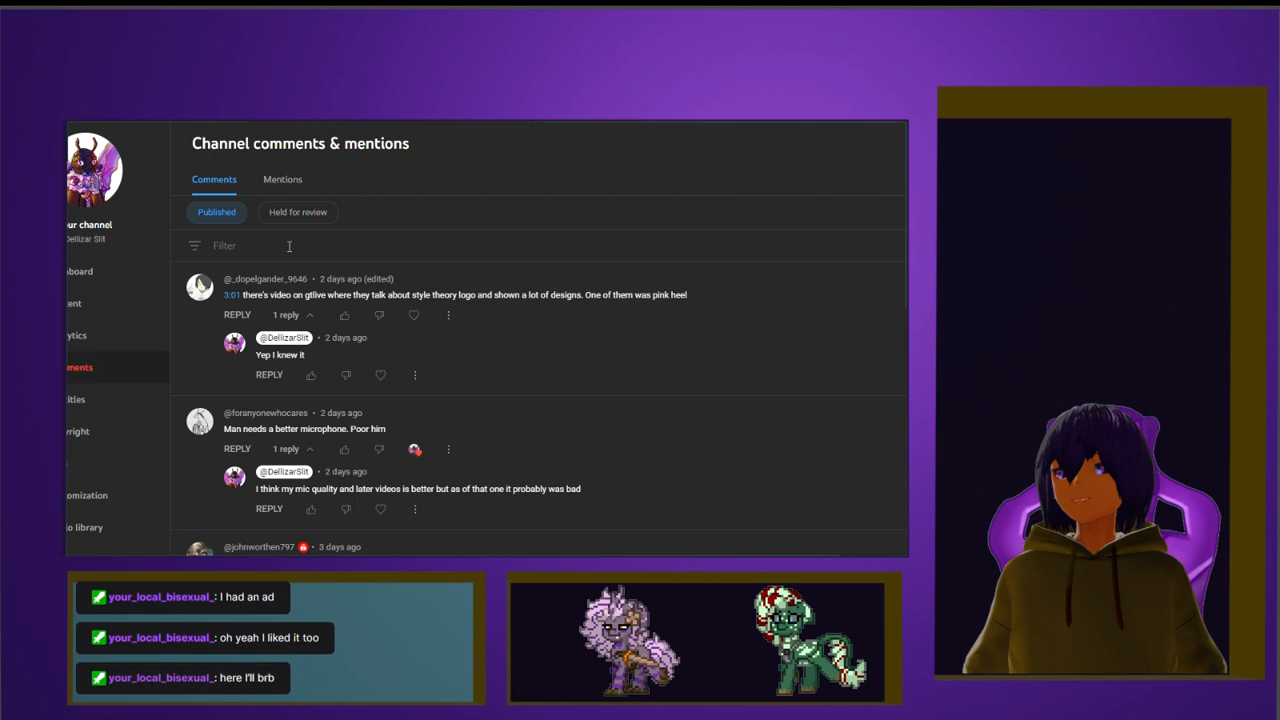 Channel comments & mentions
Comments
Mentions
Published
Held for review
Filter
ur channel
Dellizar Slit
board
tent
ytics
ments
titles
yright
omization
io library
@_dopelgander_9646 • 2 days ago (edited)
3:01 there's video on gtlive where they talk about style theory logo and shown a lot of designs. One of them was pink heel
REPLY 1 reply
@DellizarSlit • 2 days ago
Yep I knew it
REPLY
@foranyonewhocares • 2 days ago
Man needs a better microphone. Poor him
REPLY 1 reply
@DellizarSlit • 2 days ago
I think my mic quality and later videos is better but as of that one it probably was bad
REPLY
@johnworthen797 • 3 days ago
your_local_bisexual_: I had an ad
your_local_bisexual_: oh yeah I liked it too
your_local_bisexual_: here I'll brb